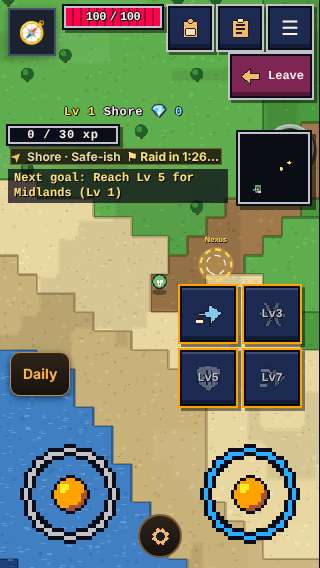 100 / 100
Leave
Lv 1 Shore 💎 0
0 / 30 xp
Shore · Safe-ish ⚑ Raid in 1:26...
Next goal: Reach Lv 5 for
Midlands (Lv 1)
Nexus
Lv3
Lv5
Lv7
Daily